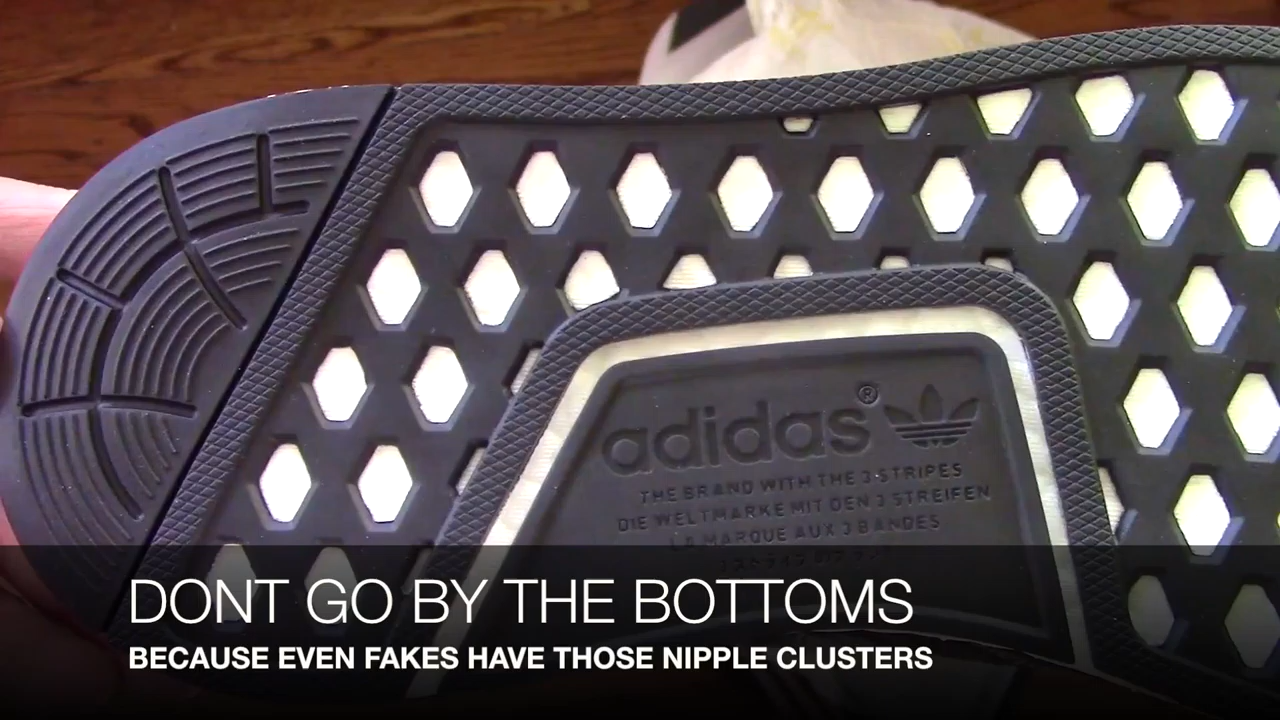 adidas®
THE BRAND WITH THE 3-STRIPES
DIE WELTMARKE MIT DEN 3 STREIFEN
LA MARQUE AUX 3 BANDES
DONT GO BY THE BOTTOMS
BECAUSE EVEN FAKES HAVE THOSE NIPPLE CLUSTERS